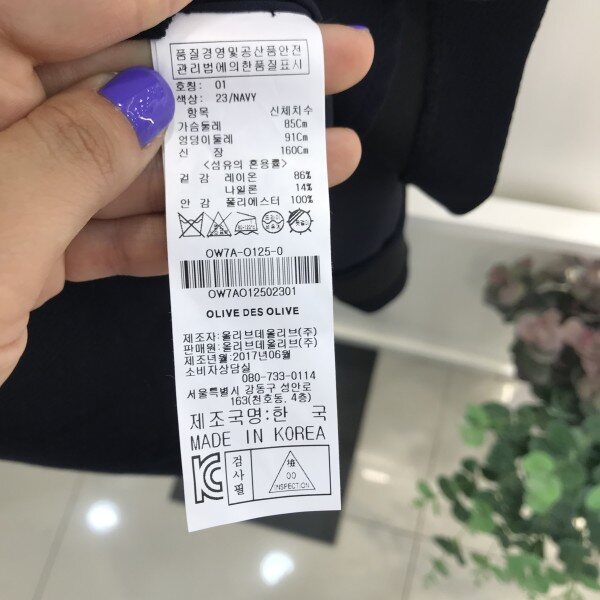 품질경영및공산품안전
관리법에의한품질표시
호칭: 01
색상: 23/NAVY
항목 신체치수
가슴둘레 85Cm
엉덩이둘레 91Cm
신 장 160Cm
<섬유의 혼용률>
겉 감 레이온 86%
나일론 14%
안 감 폴리에스터 100%
OW7A-O125-0
OW7AO12502301
OLIVE DES OLIVE
제조자:올리브데올리브(주)
판매원:올리브데올리브(주)
제조년월:2017년06월
소비자상담실
080-733-0114
서울특별시 강동구 성안로
163(천호동, 4층)
제조국명:한 국
MADE IN KOREA
검사필
檢
OO
INSPECTION